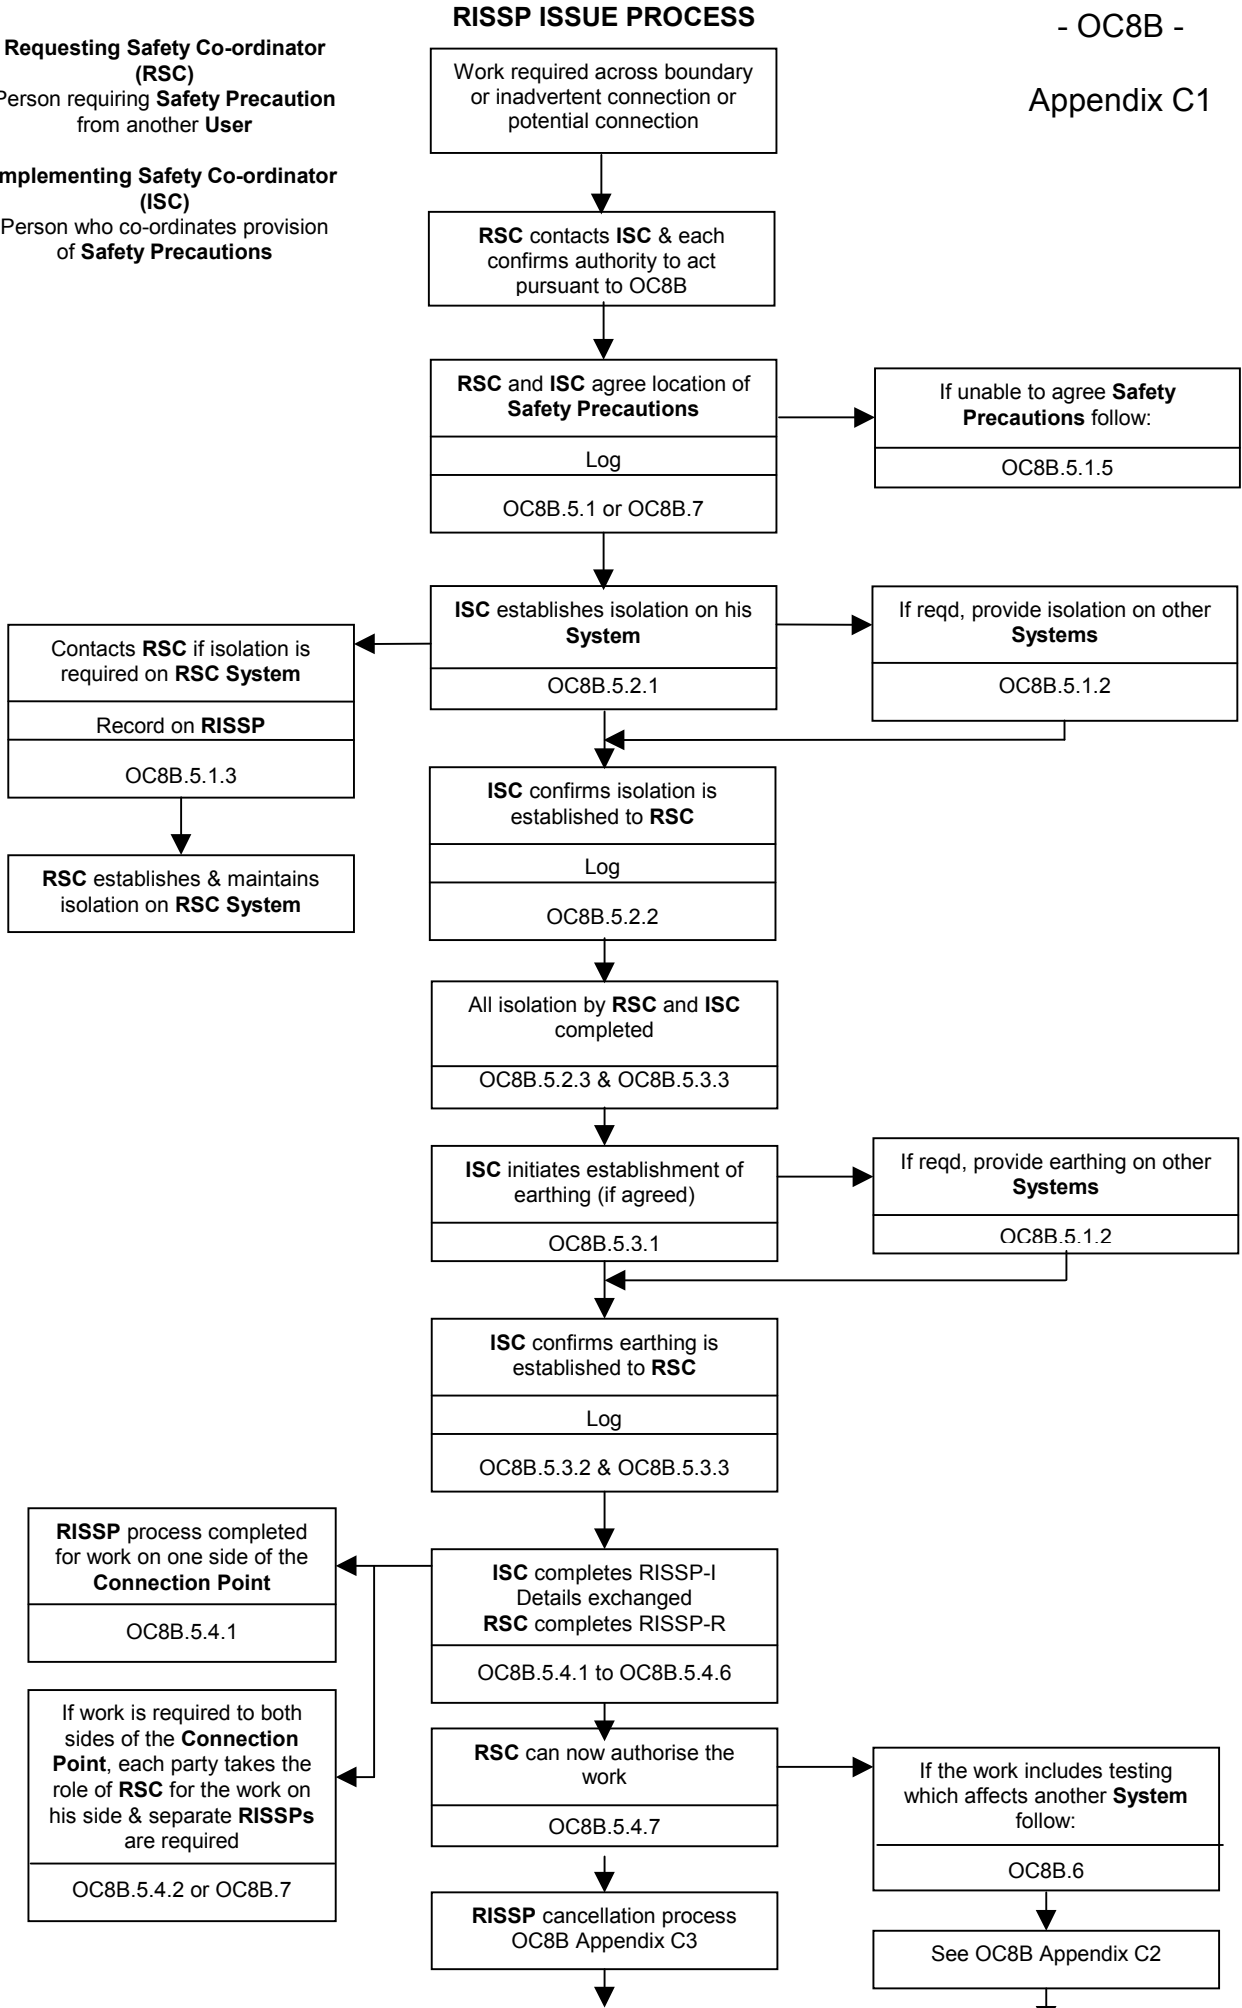 RISSP ISSUE PROCESS
- OC8B -
Appendix C1
Requesting Safety Co-ordinator
(RSC)
Person requiring Safety Precaution
from another User
Implementing Safety Co-ordinator
(ISC)
Person who co-ordinates provision
of Safety Precautions
Work required across boundary
or inadvertent connection or
potential connection
RSC contacts ISC & each
confirms authority to act
pursuant to OC8B
RSC and ISC agree location of
Safety Precautions
Log
OC8B.5.1 or OC8B.7
If unable to agree Safety
Precautions follow:
OC8B.5.1.5
ISC establishes isolation on his
System
OC8B.5.2.1
If reqd, provide isolation on other
Systems
OC8B.5.1.2
Contacts RSC if isolation is
required on RSC System
Record on RISSP
OC8B.5.1.3
RSC establishes & maintains
isolation on RSC System
ISC confirms isolation is
established to RSC
Log
OC8B.5.2.2
All isolation by RSC and ISC
completed
OC8B.5.2.3 & OC8B.5.3.3
ISC initiates establishment of
earthing (if agreed)
OC8B.5.3.1
If reqd, provide earthing on other
Systems
OC8B.5.1.2
ISC confirms earthing is
established to RSC
Log
OC8B.5.3.2 & OC8B.5.3.3
RISSP process completed
for work on one side of the
Connection Point
OC8B.5.4.1
ISC completes RISSP-I
Details exchanged
RSC completes RISSP-R
OC8B.5.4.1 to OC8B.5.4.6
If work is required to both
sides of the Connection
Point, each party takes the
role of RSC for the work on
his side & separate RISSPs
are required
OC8B.5.4.2 or OC8B.7
RSC can now authorise the
work
OC8B.5.4.7
If the work includes testing
which affects another System
follow:
OC8B.6
RISSP cancellation process
OC8B Appendix C3
See OC8B Appendix C2